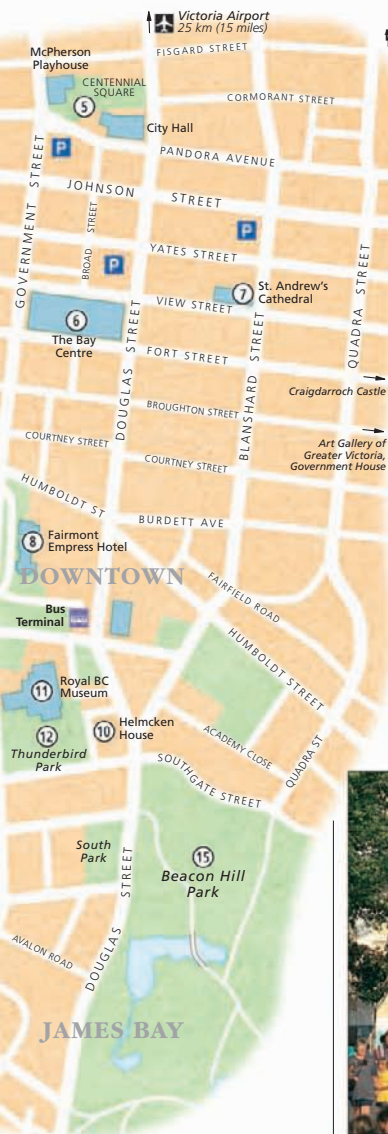 Victoria Airport
25 km (15 miles)
FISGARD STREET
McPherson
Playhouse
CENTENNIAL
SQUARE
5
CORMORANT STREET
City Hall
P
PANDORA AVENUE
GOVERNMENT STREET
JOHNSON STREET
BROAD STREET
P
YATES STREET
P
QUADRA STREET
7
St. Andrew's
Cathedral
VIEW STREET
6
The Bay
Centre
DOUGLAS STREET
BLANSHARD STREET
FORT STREET
Craigdarroch Castle
BROUGHTON STREET
COURTNEY STREET
COURTNEY STREET
Art Gallery of
Greater Victoria,
Government House
HUMBOLDT ST
BURDETT AVE
8
Fairmont
Empress Hotel
DOWNTOWN
FAIRFIELD ROAD
Bus
Terminal
HUMBOLDT STREET
11
Royal BC
Museum
12
Thunderbird
Park
10
Helmcken
House
ACADEMY CLOSE
QUADRA ST
SOUTHGATE STREET
South
Park
15
Beacon Hill
Park
DOUGLAS STREET
AVALON ROAD
JAMES BAY